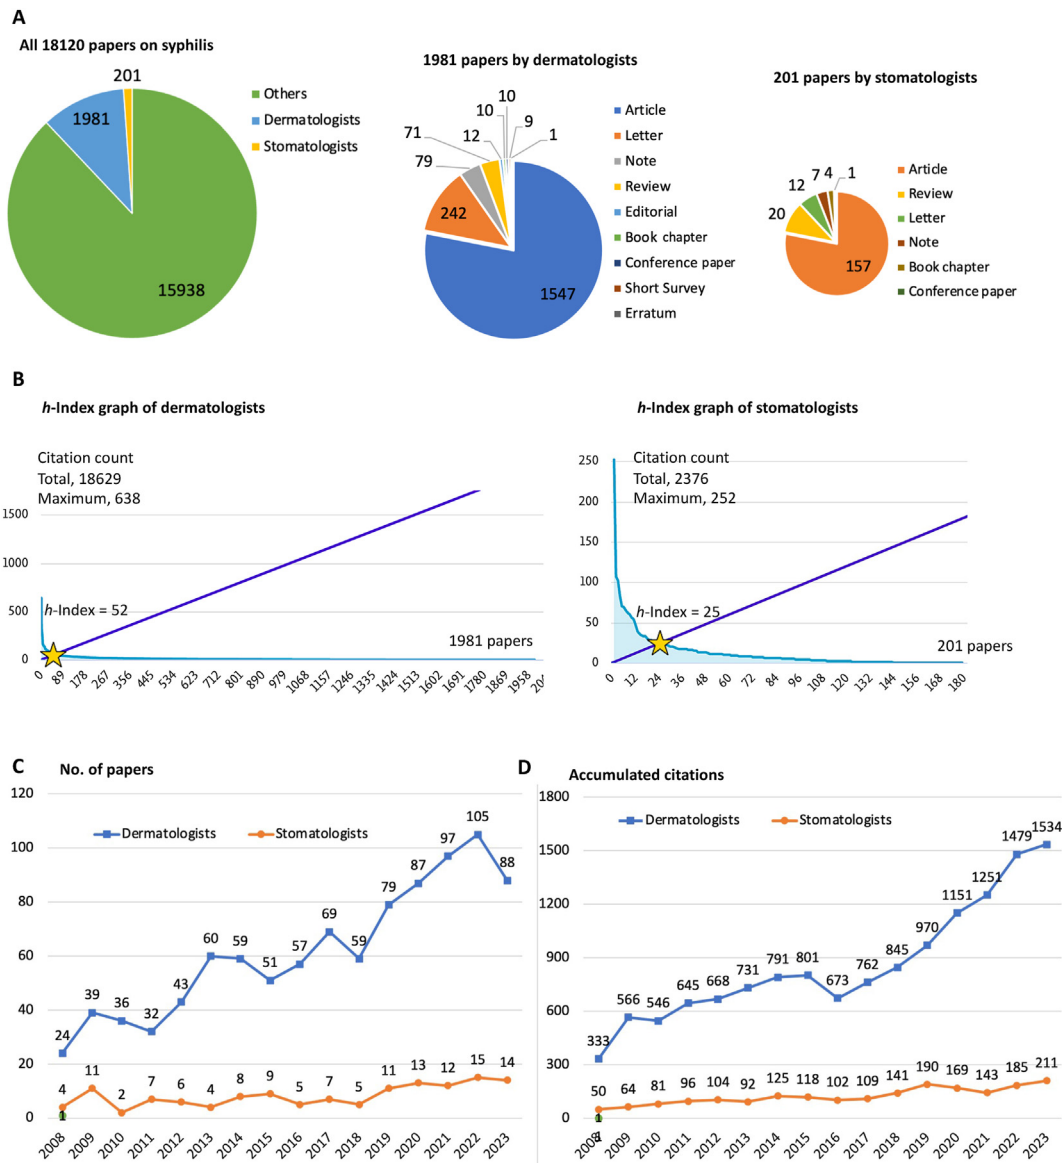 A
All 18120 papers on syphilis
201
1981
15938
Others
Dermatologists
Stomatologists
1981 papers by dermatologists
10
10
9
71
12
1
79
242
1547
Article
Letter
Note
Review
Editorial
Book chapter
Conference paper
Short Survey
Erratum
201 papers by stomatologists
7 4 1
12
20
157
Article
Review
Letter
Note
Book chapter
Conference paper
B
h-Index graph of dermatologists
Citation count
Total, 18629
Maximum, 638
1500
1000
500
0
h-Index = 52
1981 papers
0 89 178 267 356 445 534 623 712 801 890 979 1068 1157 1246 1335 1424 1513 1602 1691 1780 1869 1958
h-Index graph of stomatologists
Citation count
Total, 2376
Maximum, 252
250
200
150
100
50
0
h-Index = 25
201 papers
0 12 24 36 48 60 72 84 96 108 120 132 144 156 168 180
C
No. of papers
120
100
80
60
40
20
0
Dermatologists
Stomatologists
24 39 36 32 43 60 59 51 57 69 59 79 87 97 105 88
4 11 2 7 6 4 8 9 5 7 5 11 13 12 15 14
1
2008 2009 2010 2011 2012 2013 2014 2015 2016 2017 2018 2019 2020 2021 2022 2023
D
Accumulated citations
1800
1500
1200
900
600
300
0
Dermatologists
Stomatologists
333 566 546 645 668 731 791 801 673 762 845 970 1151 1251 1479 1534
50 64 81 96 104 92 125 118 102 109 141 190 169 143 185 211
1
2008 2009 2010 2011 2012 2013 2014 2015 2016 2017 2018 2019 2020 2021 2022 2023